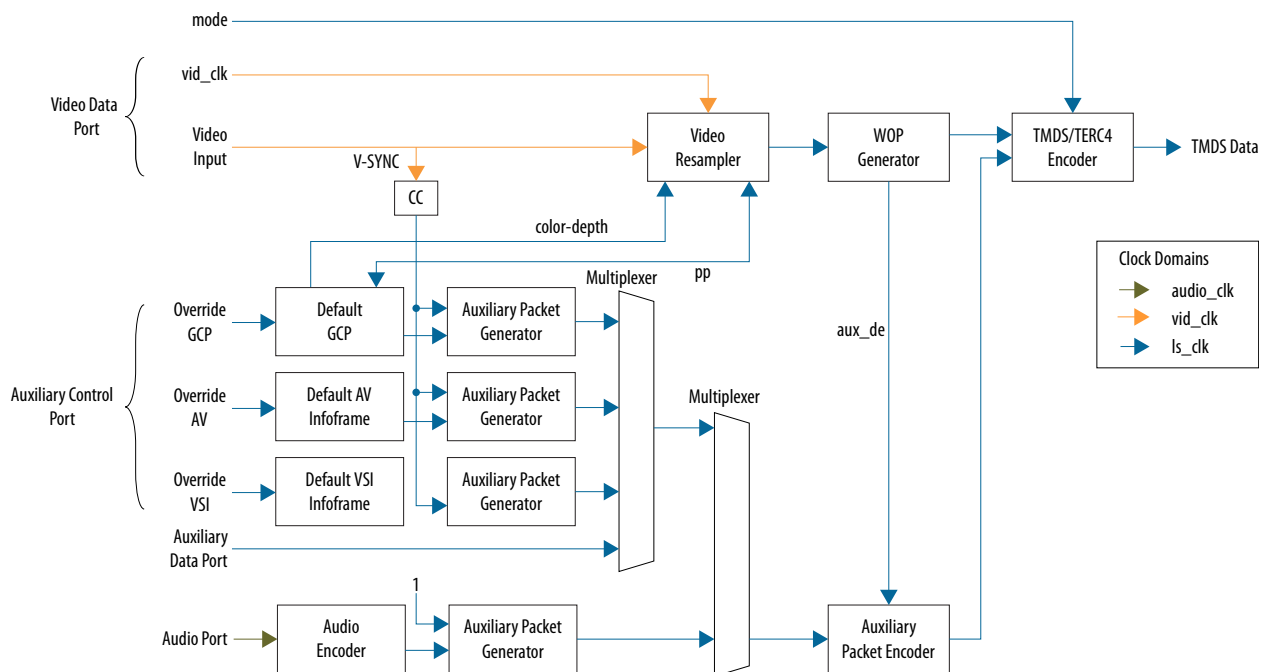 mode
vid_clk
Video Data
Port
Video
Input
V-SYNC
CC
Video
Resampler
WOP
Generator
TMDS/TERC4
Encoder
TMDS Data
color-depth
pp
Multiplexer
Clock Domains
audio_clk
vid_clk
ls_clk
Auxiliary Control
Port
Override
GCP
Default
GCP
Auxiliary Packet
Generator
aux_de
Override
AV
Default AV
Infoframe
Auxiliary Packet
Generator
Multiplexer
Override
VSI
Default VSI
Infoframe
Auxiliary Packet
Generator
Auxiliary
Data Port
1
Audio Port
Audio
Encoder
Auxiliary Packet
Generator
Auxiliary
Packet Encoder